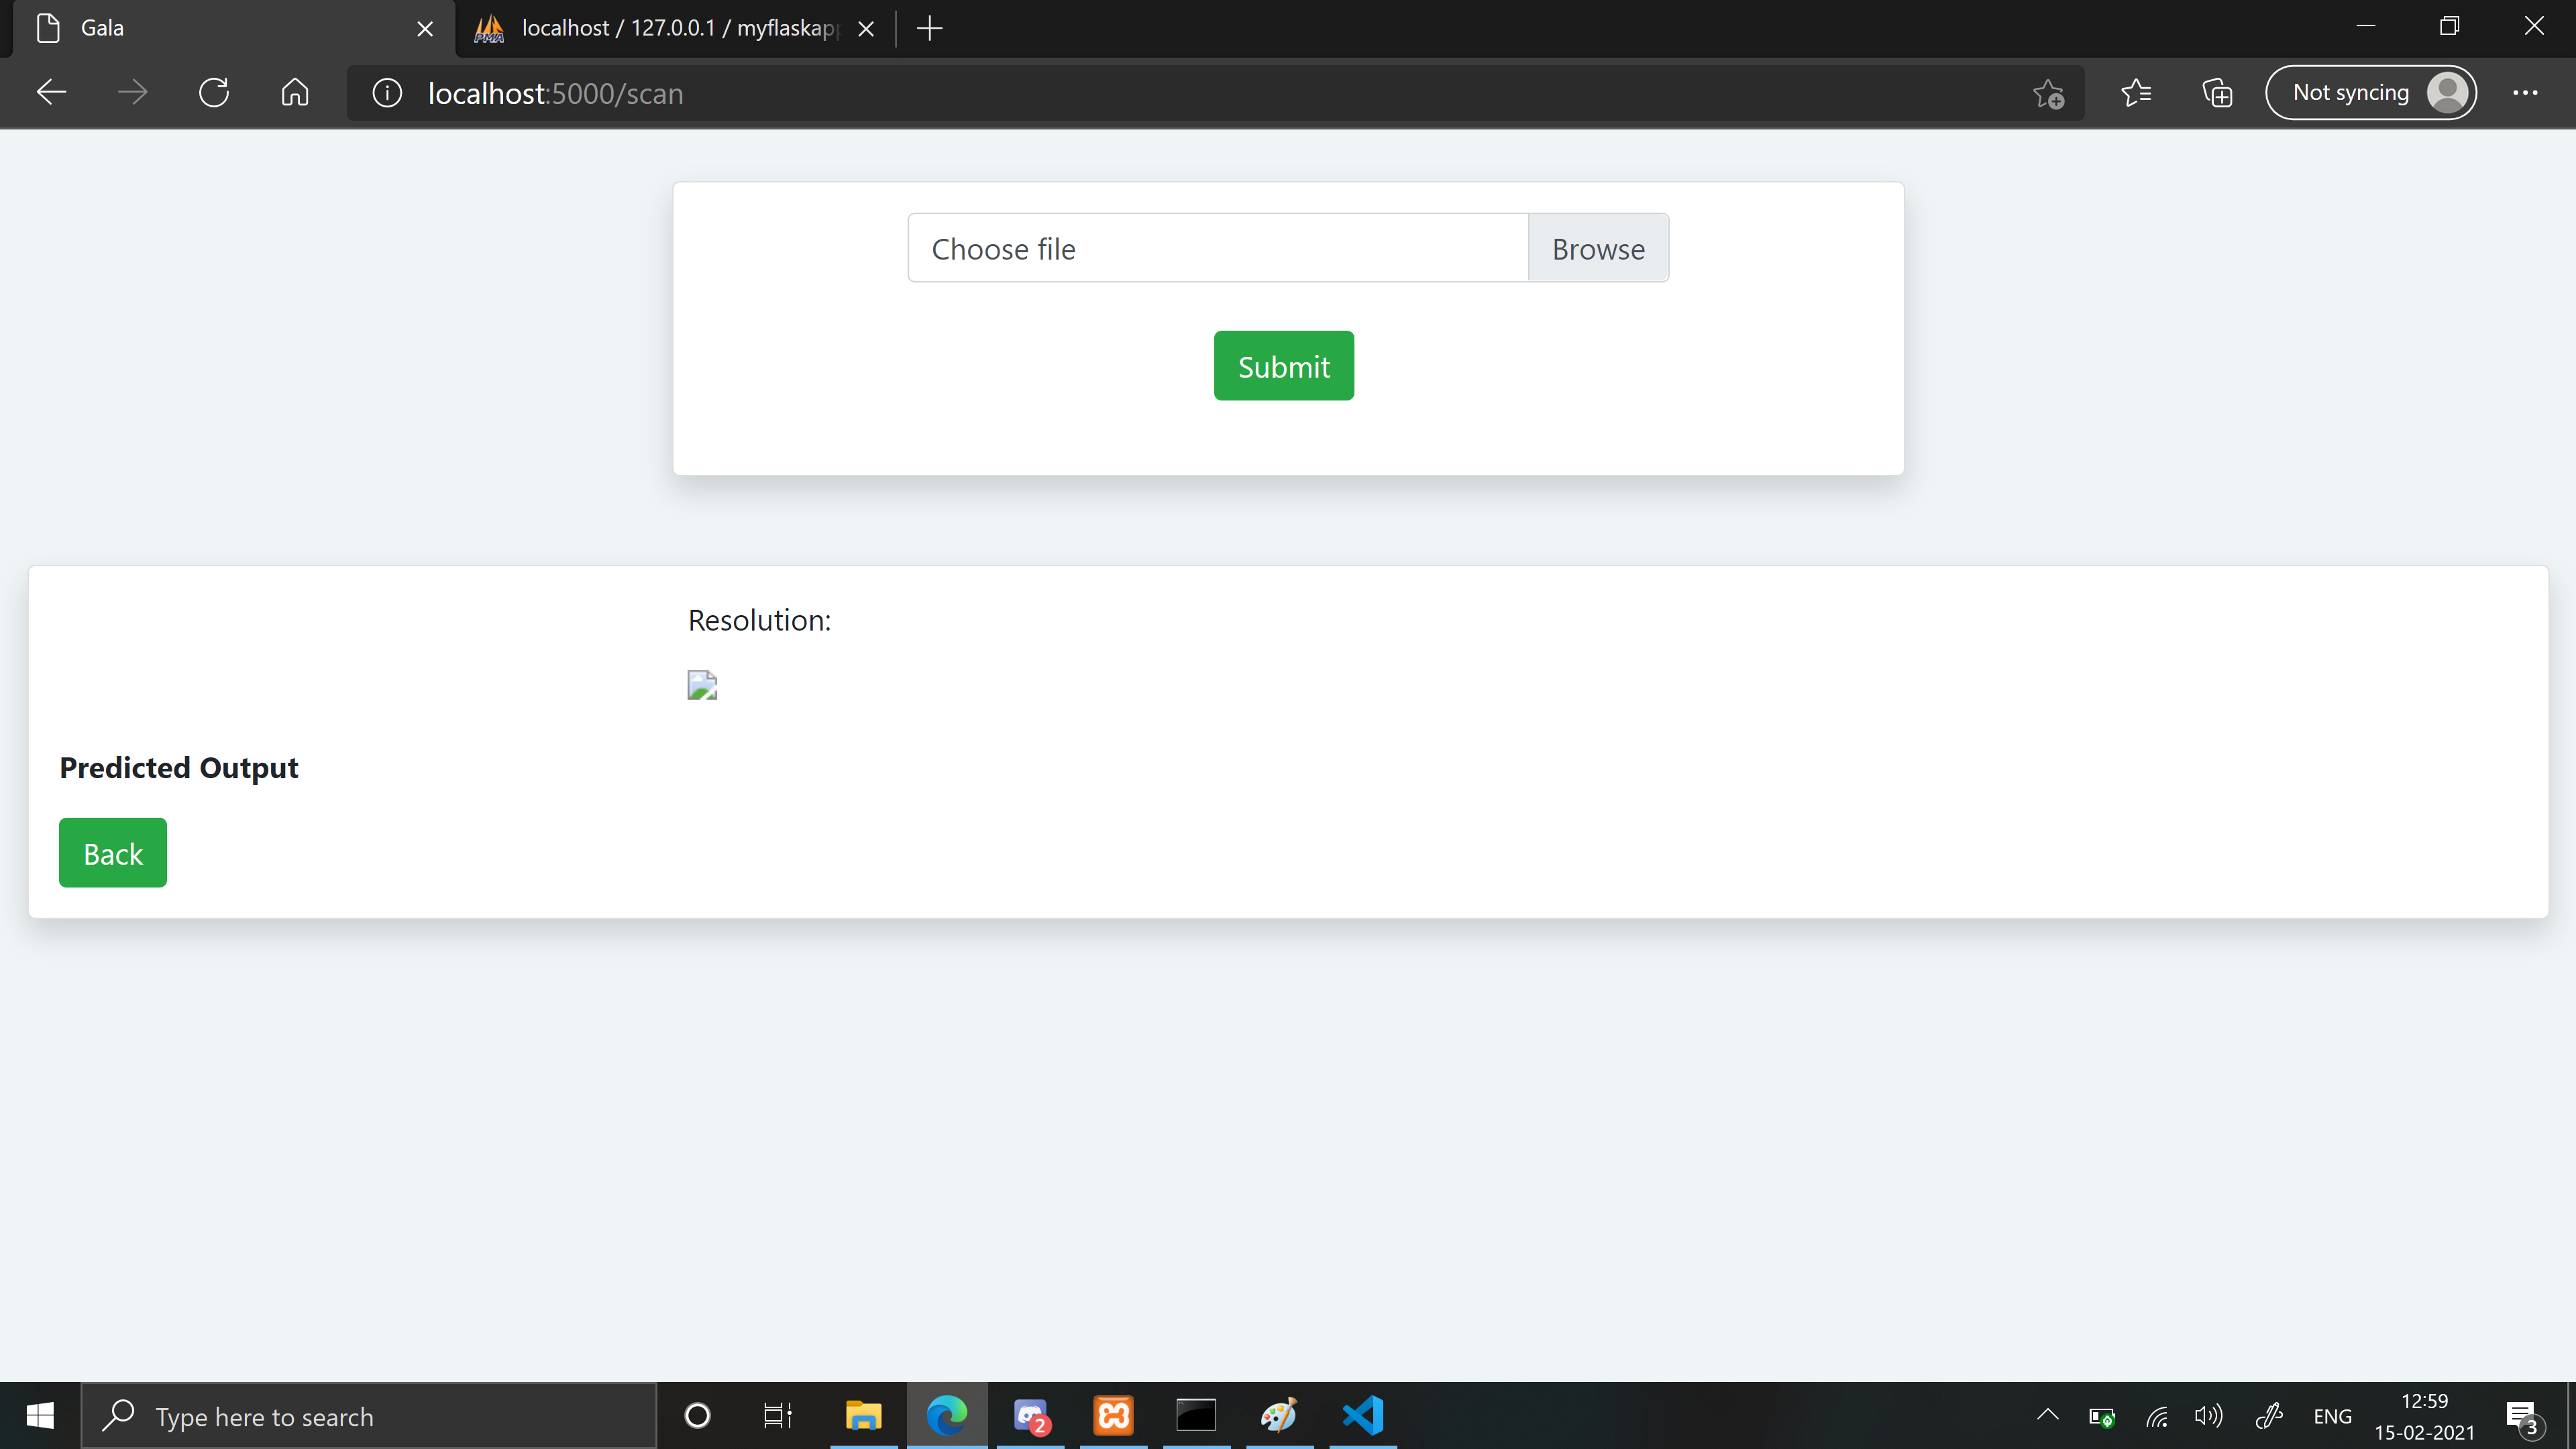 Gala
localhost / 127.0.0.1 / myflaskapp
localhost:5000/scan
Not syncing
Choose file
Browse
Submit
Resolution:
Predicted Output
Back
Type here to search
2
ENG
12:59
15-02-2021
3